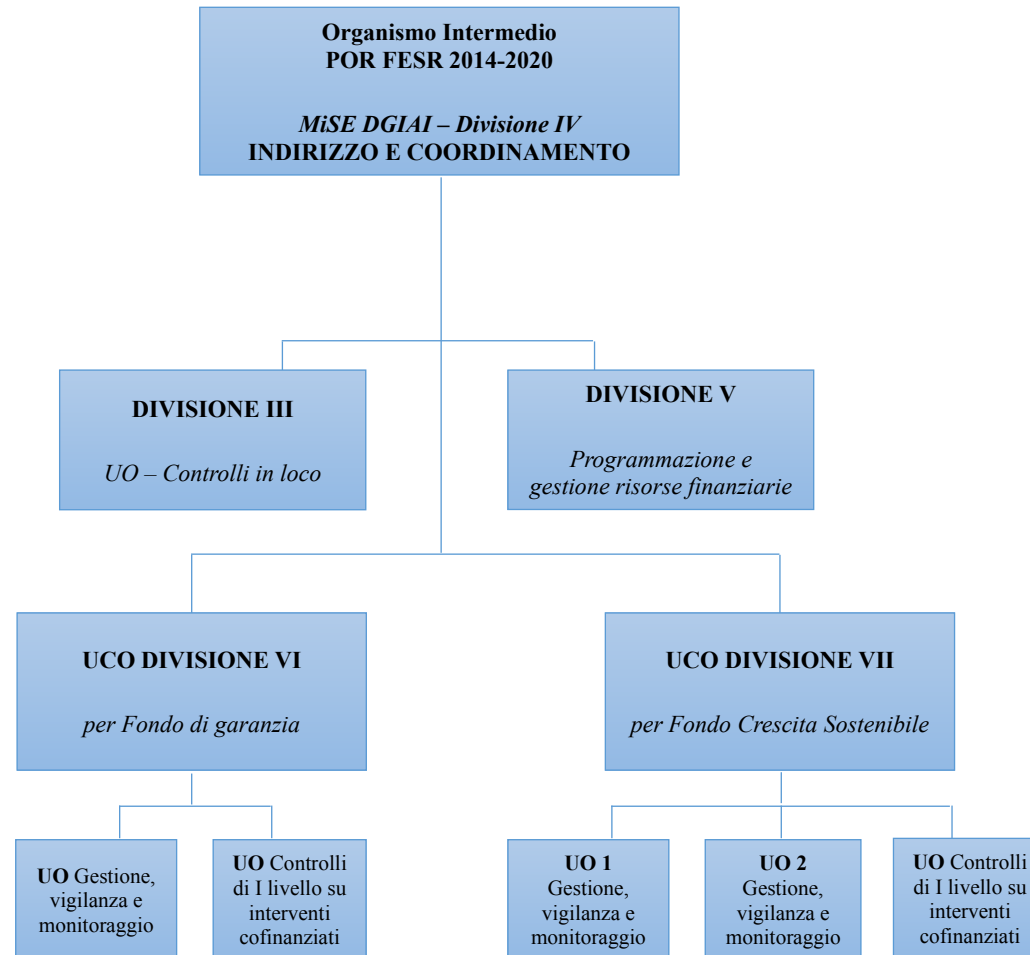 Organismo Intermedio
POR FESR 2014-2020
MiSE DGIAI – Divisione IV
INDIRIZZO E COORDINAMENTO
DIVISIONE III
UO – Controlli in loco
DIVISIONE V
Programmazione e
gestione risorse finanziarie
UCO DIVISIONE VI
per Fondo di garanzia
UCO DIVISIONE VII
per Fondo Crescita Sostenibile
UO Gestione,
vigilanza e
monitoraggio
UO Controlli
di I livello su
interventi
cofinanziati
UO 1
Gestione,
vigilanza e
monitoraggio
UO 2
Gestione,
vigilanza e
monitoraggio
UO Controlli
di I livello su
interventi
cofinanziati